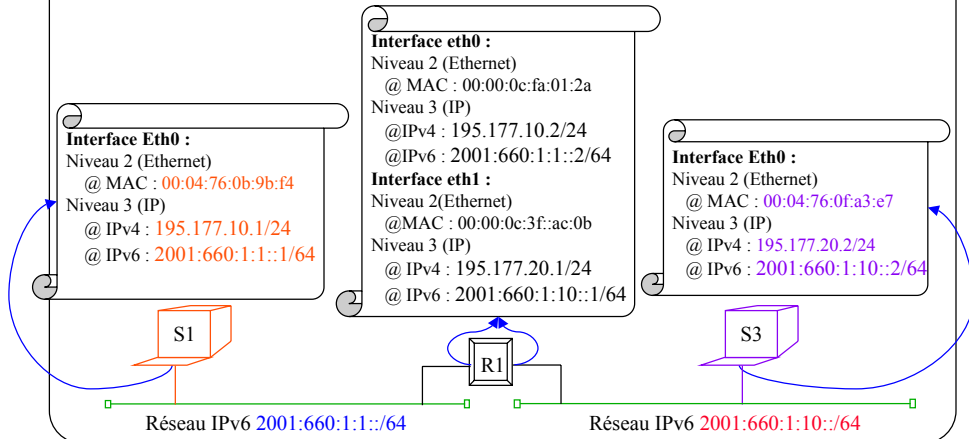 Interface Eth0 :
Niveau 2 (Ethernet)
@ MAC : 00:04:76:0b:9b:f4
Niveau 3 (IP)
@ IPv4 : 195.177.10.1/24
@ IPv6 : 2001:660:1:1::1/64
Interface eth0 :
Niveau 2 (Ethernet)
@ MAC : 00:00:0c:fa:01:2a
Niveau 3 (IP)
@IPv4 : 195.177.10.2/24
@IPv6 : 2001:660:1:1::2/64
Interface eth1 :
Niveau 2(Ethernet)
@MAC : 00:00:0c:3f::ac:0b
Niveau 3 (IP)
@ IPv4 : 195.177.20.1/24
@ IPv6 : 2001:660:1:10::1/64
Interface Eth0 :
Niveau 2 (Ethernet)
@ MAC : 00:04:76:0f:a3:e7
Niveau 3 (IP)
@ IPv4 : 195.177.20.2/24
@ IPv6 : 2001:660:1:10::2/64
S1
R1
S3
Réseau IPv6 2001:660:1:1::/64
Réseau IPv6 2001:660:1:10::/64